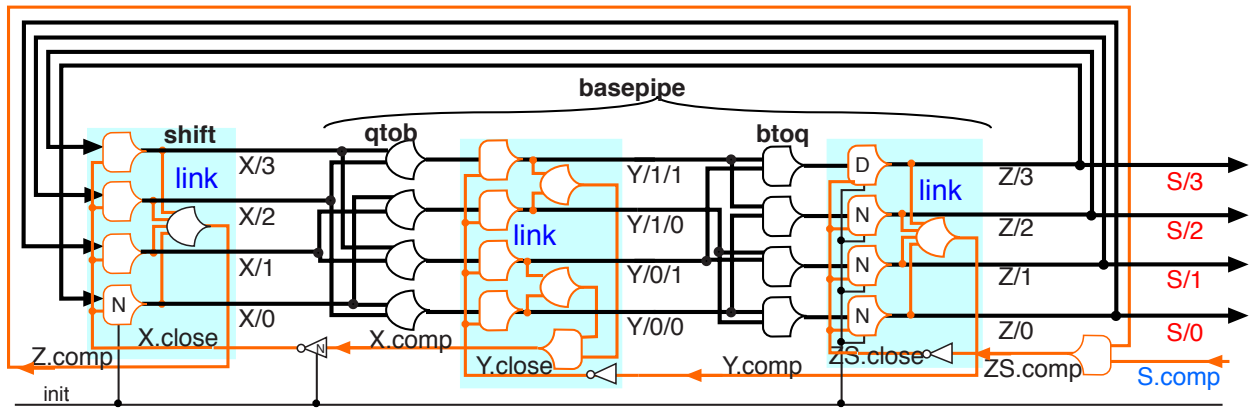 basepipe
shift
qtob
btoq
link
X/3
X/2
X/1
X/0
link
Y/1/1
Y/1/0
Y/0/1
Y/0/0
link
D
N
N
N
N
Z/3
Z/2
Z/1
Z/0
S/3
S/2
S/1
S/0
X.close
N
X.comp
Z.comp
Y.close
Y.comp
ZS.close
ZS.comp
S.comp
init